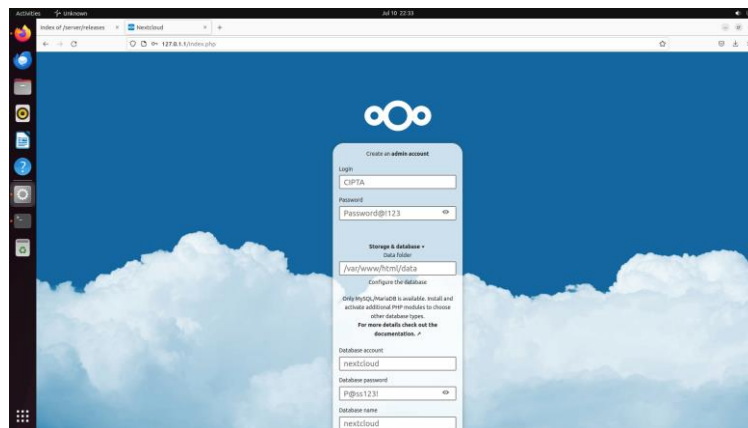 Activities
Unknown
Jul 10 22:33
Index of /server/releases
Nextcloud
127.0.1.1/index.php
Create an admin account
Login
CIPTA
Password
Password@!123
Storage & database
Data folder
/var/www/html/data
Configure the database
Only MySQL/MariaDB is available. Install and
activate additional PHP modules to choose
other database types.
For more details check out the
documentation. ↗
Database account
nextcloud
Database password
P@ss123!
Database name
nextcloud